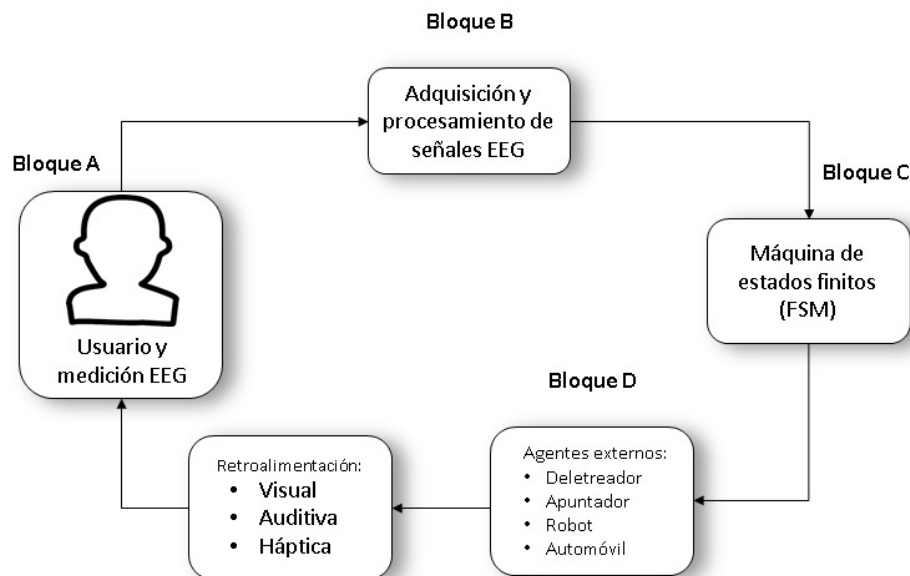 Bloque B
Adquisición y
procesamiento de
señales EEG
Bloque A
Bloque C
Usuario y
medición EEG
Máquina de
estados finitos
(FSM)
Bloque D
Agentes externos:
• Deletreador
• Apuntador
• Robot
• Automóvil
Retroalimentación:
• Visual
• Auditiva
• Háptica